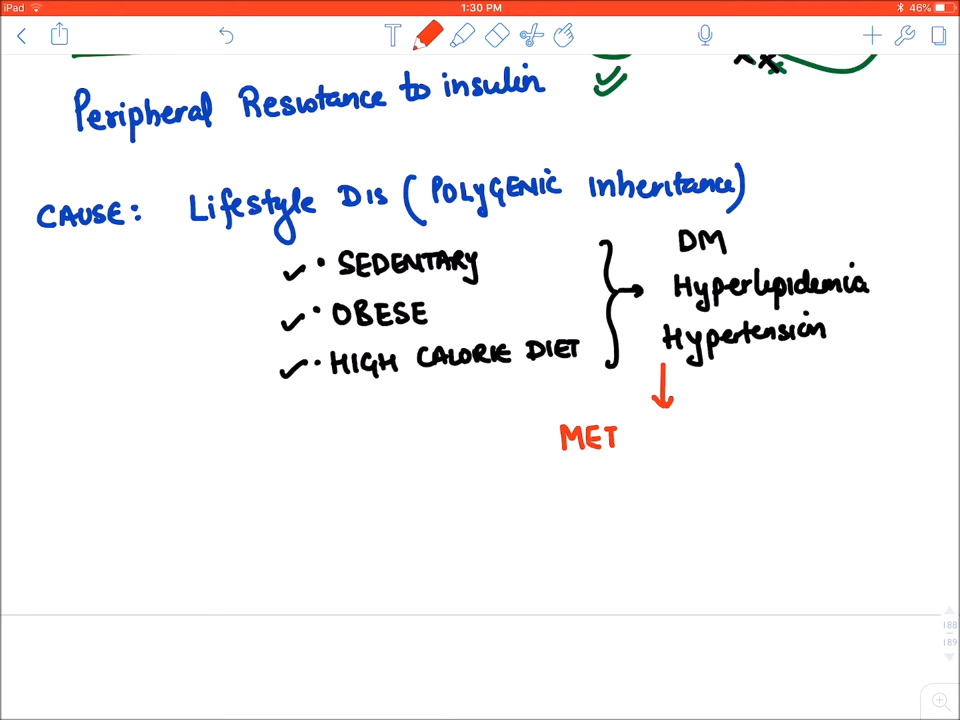 iPad 1:30 PM 46%
T
Peripheral Resistance to insulin
CAUSE: Lifestyle DIS (POLYGENIC Inheritance)
✓ • SEDENTARY
✓ • OBESE
✓ • HIGH CALORIE DIET
DM
Hyperlipidemia
Hypertension
MET
188
189